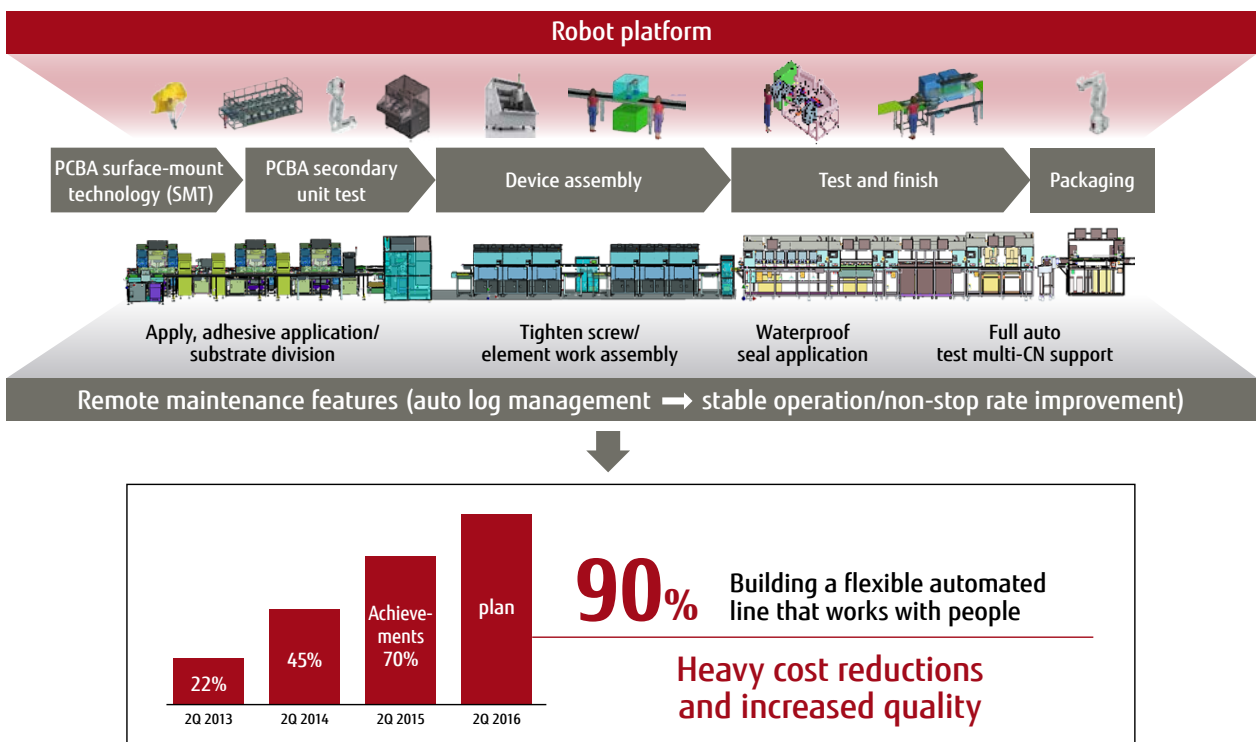 Robot platform
PCBA surface-mount
technology (SMT)
PCBA secondary
unit test
Device assembly
Test and finish
Packaging
Apply, adhesive application/
substrate division
Tighten screw/
element work assembly
Waterproof
seal application
Full auto
test multi-CN support
Remote maintenance features (auto log management ➡ stable operation/non-stop rate improvement)
22%
45%
Achieve-
ments
70%
plan
2Q 2013
2Q 2014
2Q 2015
2Q 2016
90%
Building a flexible automated
line that works with people
Heavy cost reductions
and increased quality